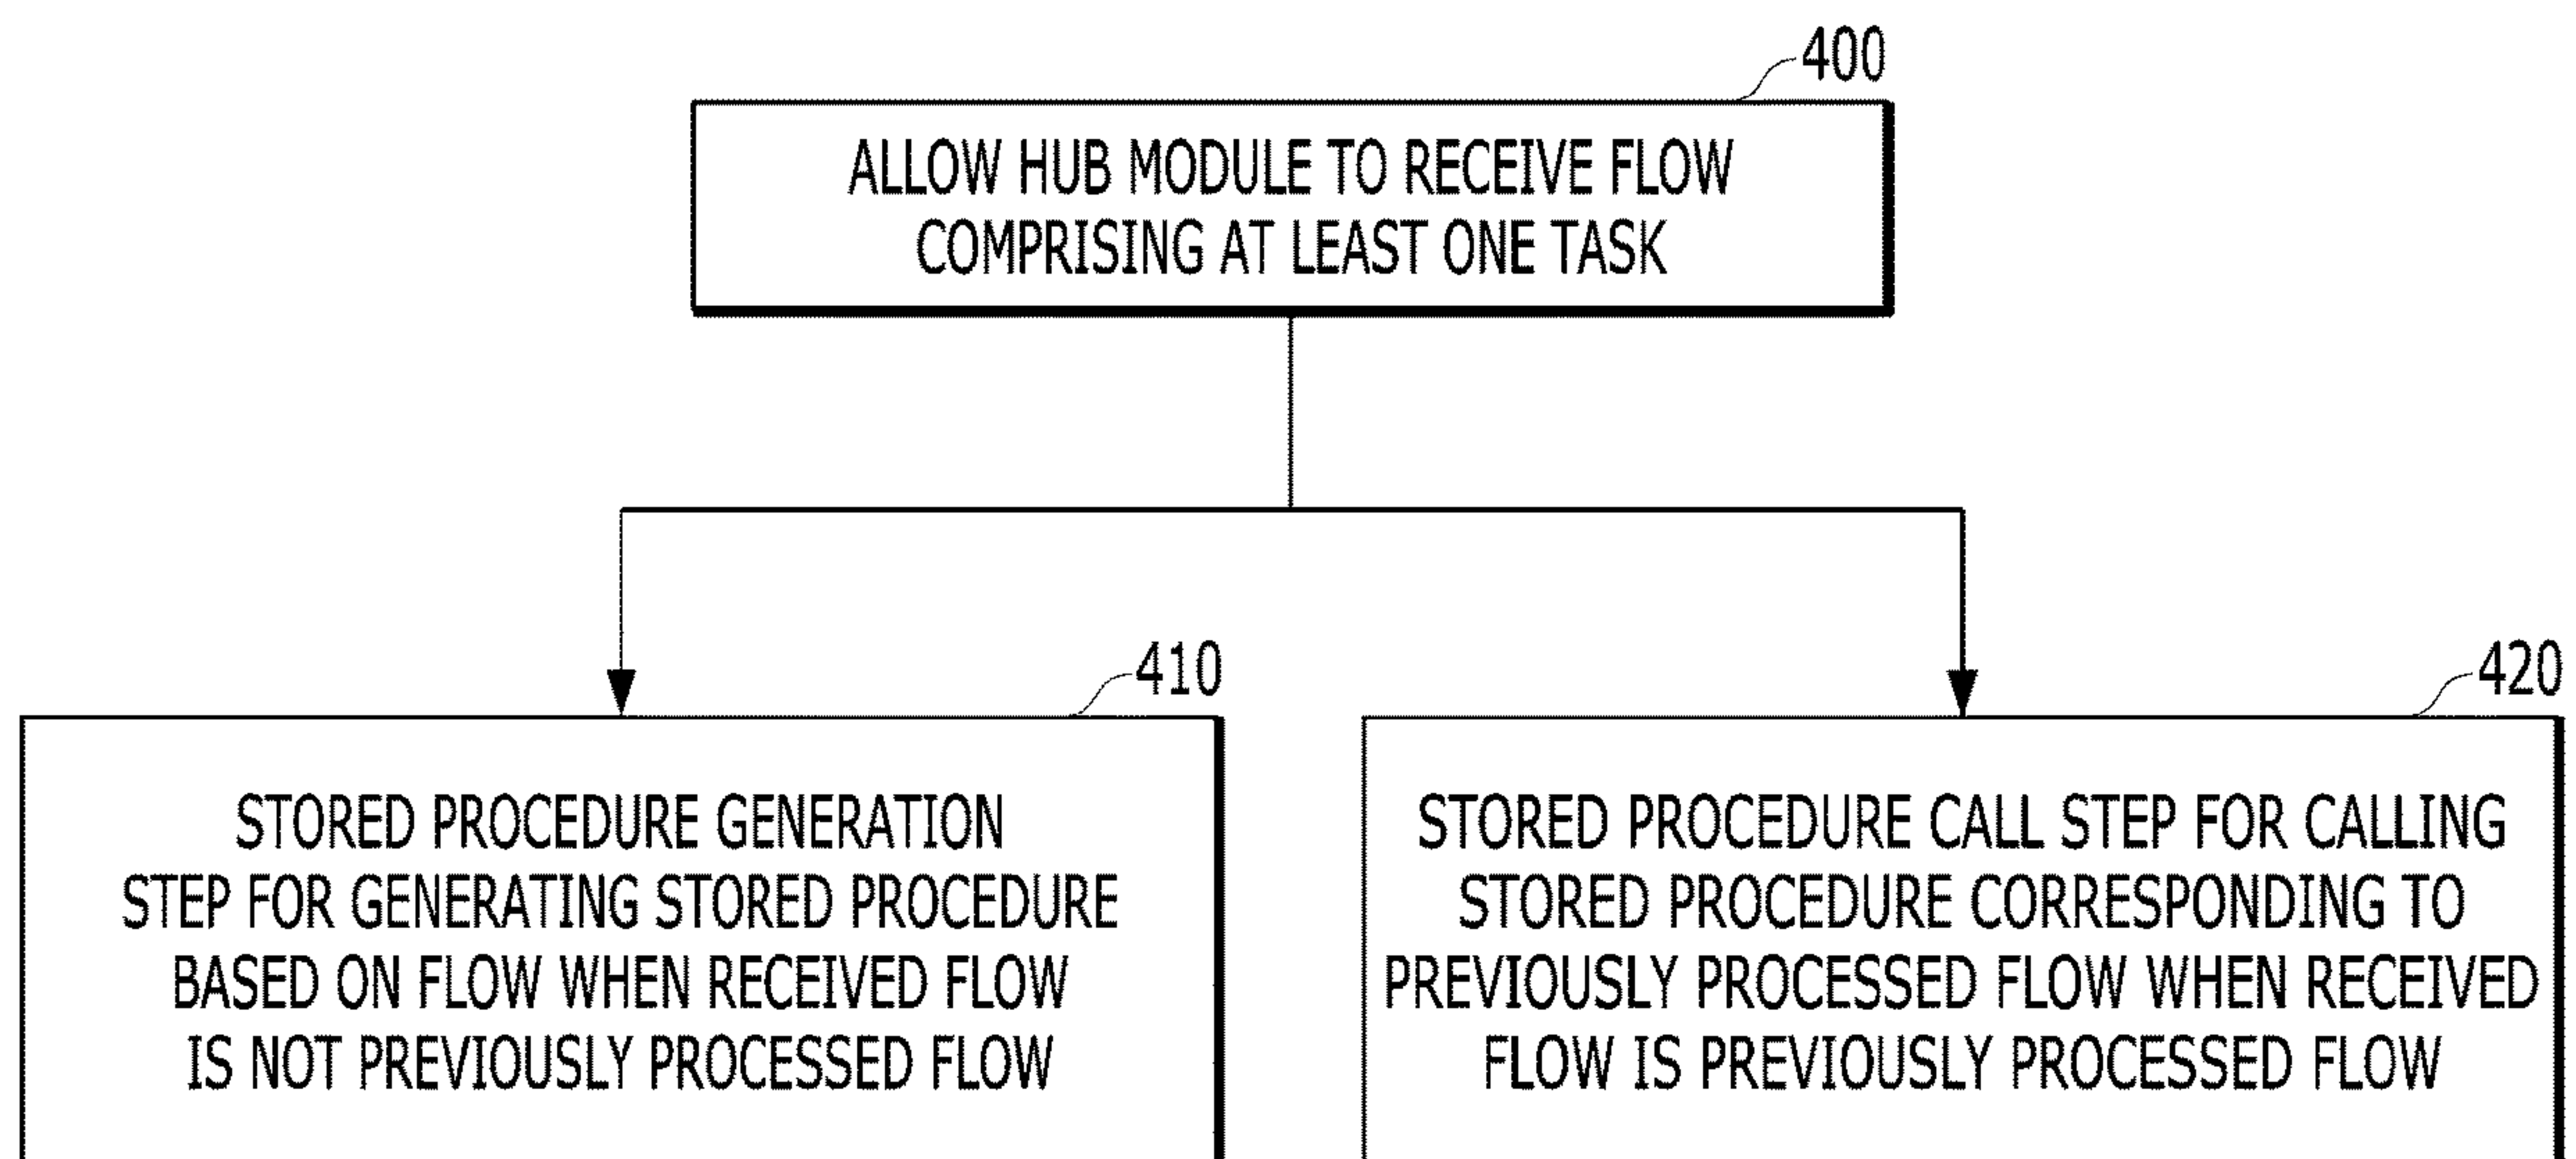 400
ALLOW HUB MODULE TO RECEIVE FLOW
COMPRISING AT LEAST ONE TASK
410
STORED PROCEDURE GENERATION
STEP FOR GENERATING STORED PROCEDURE
BASED ON FLOW WHEN RECEIVED FLOW
IS NOT PREVIOUSLY PROCESSED FLOW
420
STORED PROCEDURE CALL STEP FOR CALLING
STORED PROCEDURE CORRESPONDING TO
PREVIOUSLY PROCESSED FLOW WHEN RECEIVED
FLOW IS PREVIOUSLY PROCESSED FLOW